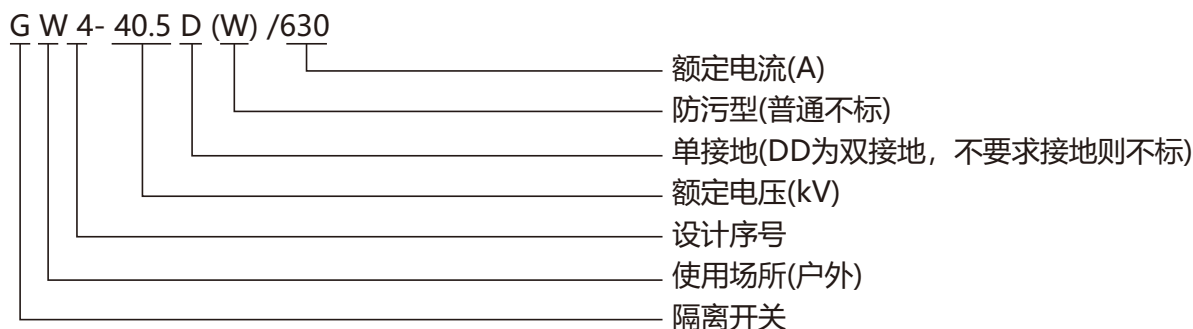 G W 4- 40.5 D (W) /630
额定电流(A)
防污型(普通不标)
单接地(DD为双接地，不要求接地则不标)
额定电压(kV)
设计序号
使用场所(户外)
隔离开关